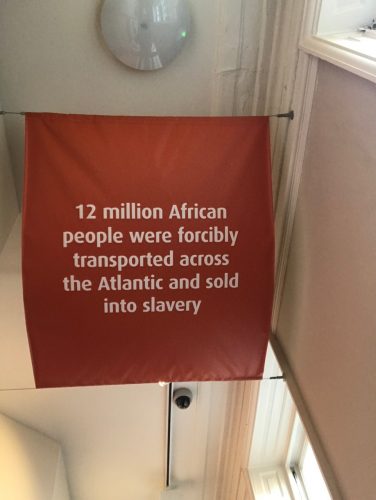 12 million African
people were forcibly
transported across
the Atlantic and sold
into slavery